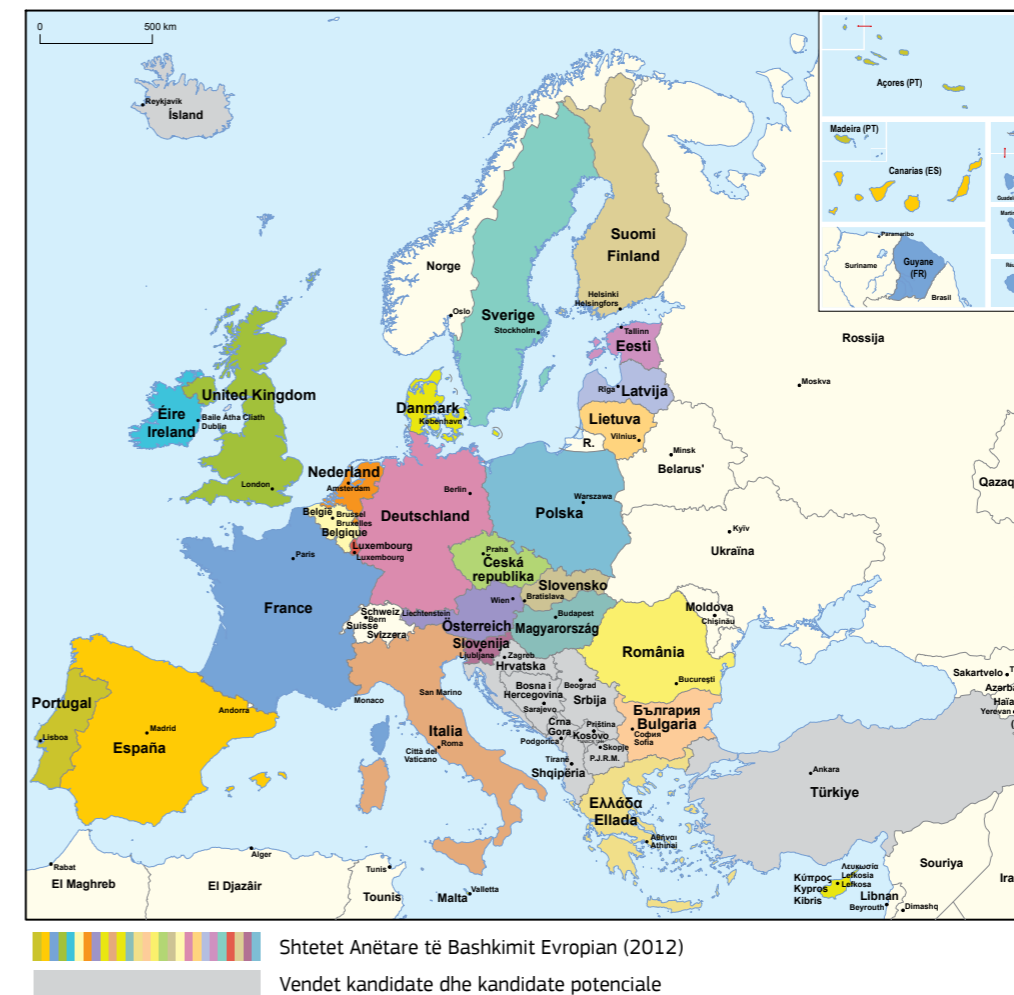 0
500 km
Reykjavik
Ísland
Açores (PT)
Madeira (PT)
Canarias (ES)
Paramaribo
Suriname
Guyane
(FR)
Brasil
Suomi
Finland
Norge
Helsinki
Helsingfors
Oslo
Sverige
Stockholm
Tallinn
Eesti
Rossija
Moskva
Rīga
Latvija
United Kingdom
Éire
Ireland
Baile Átha Cliath
Dublin
Danmark
København
Lietuva
Vilnius
R.
Minsk
Belarus'
London
Nederland
Amsterdam
Berlin
Warszawa
België
Brussel
Bruxelles
Belgique
Deutschland
Polska
Kyïv
Ukraïna
Luxembourg
Luxembourg
Paris
Praha
Česká
republika
Slovensko
Bratislava
Wien
Budapest
Moldova
Chişinău
France
Schweiz
Bern
Suisse
Svizzera
Liechtenstein
Österreich
Magyarország
Slovenija
Ljubljana
Zagreb
Hrvatska
România
Bucureşti
Bosna i
Hercegovina
Sarajevo
Beograd
Srbija
San Marino
Monaco
Andorra
Portugal
Lisboa
Madrid
España
Italia
Roma
Città del
Vaticano
Crna
Gora
Podgorica
Priština
Kosovo
Skopje
P.J.R.M.
България
Bulgaria
София
Sofia
Tiranë
Shqipëria
Ελλάδα
Ellada
Αθήναι
Athinai
Ankara
Türkiye
Sakartvelo
Yerevan
Rabat
El Maghreb
Alger
El Djazâir
Tunis
Tounis
Valletta
Malta
Κύπρος
Kypros
Kibris
Λευκωσία
Lefkosia
Lefkosa
Souriya
Libnan
Beyrouth
Dimashq
Shtetet Anëtare të Bashkimit Evropian (2012)
Vendet kandidate dhe kandidate potenciale